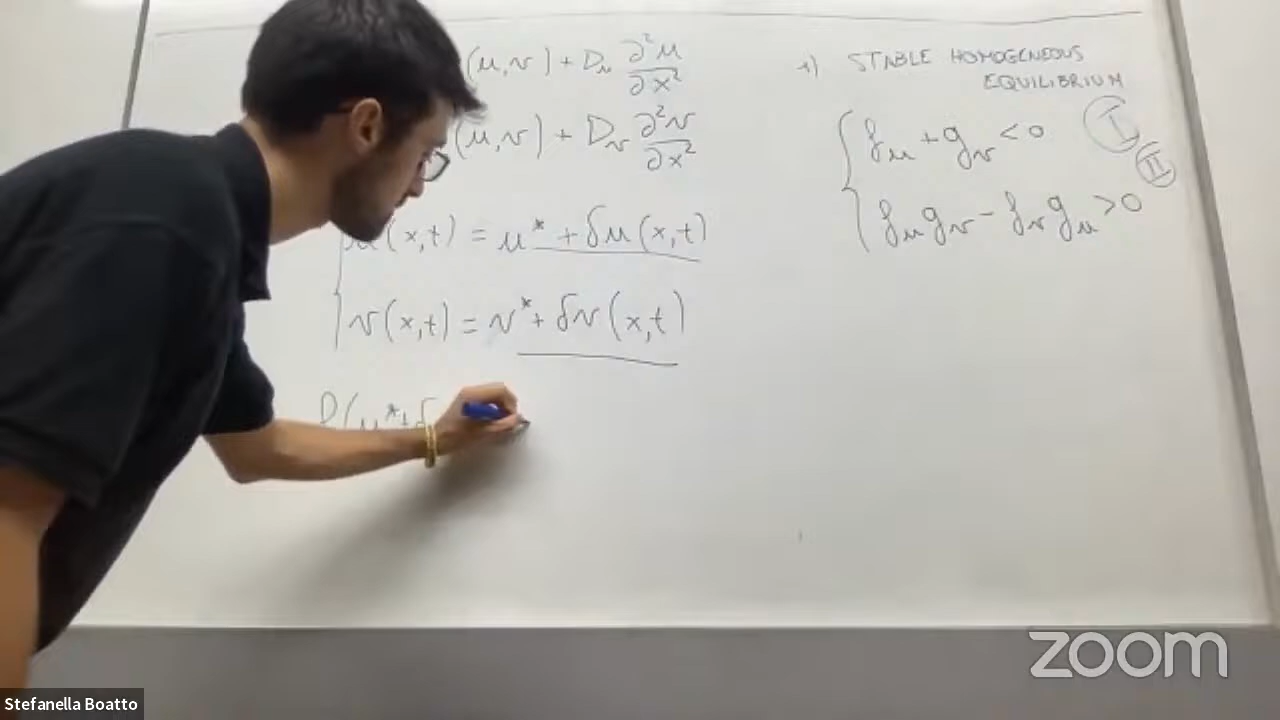 (u,v) + Du ∂²u/∂x²
(u,v) + Dv ∂²v/∂x²
(x,t) = u* + δu(x,t)
v(x,t) = v* + δv(x,t)
(u*+δ
1) STABLE HOMOGENEOUS
EQUILIBRIUM
fu + gv < 0 I
II
fu gv - fv gu > 0
zoom
Stefanella Boatto